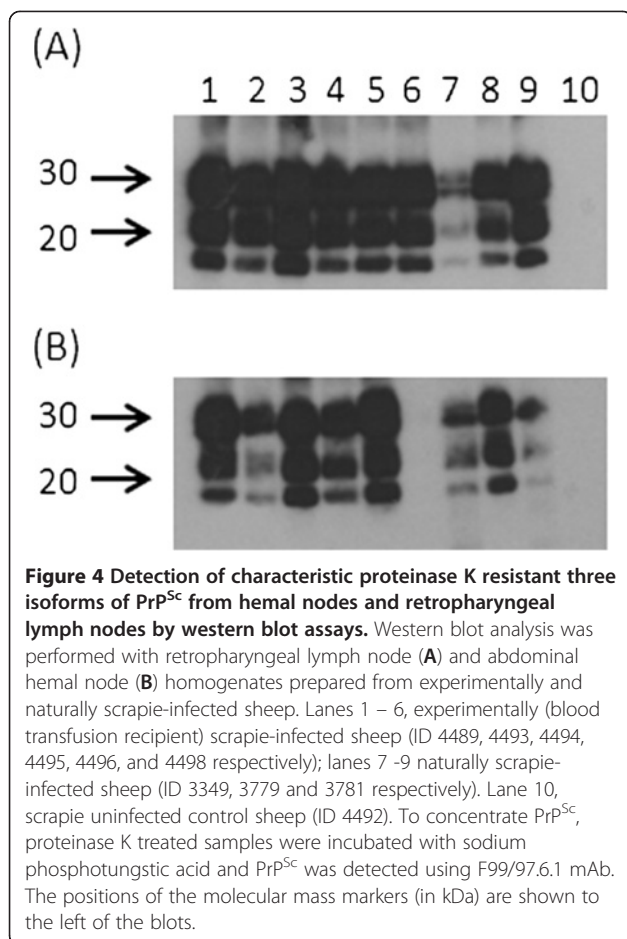 (A)
1 2 3 4 5 6 7 8 9 10
30
20
(B)
30
20
Figure 4 Detection of characteristic proteinase K resistant three
isoforms of PrPSc from hemal nodes and retropharyngeal
lymph nodes by western blot assays. Western blot analysis was
performed with retropharyngeal lymph node (A) and abdominal
hemal node (B) homogenates prepared from experimentally and
naturally scrapie-infected sheep. Lanes 1 – 6, experimentally (blood
transfusion recipient) scrapie-infected sheep (ID 4489, 4493, 4494,
4495, 4496, and 4498 respectively); lanes 7 -9 naturally scrapie-
infected sheep (ID 3349, 3779 and 3781 respectively). Lane 10,
scrapie uninfected control sheep (ID 4492). To concentrate PrPSc,
proteinase K treated samples were incubated with sodium
phosphotungstic acid and PrPSc was detected using F99/97.6.1 mAb.
The positions of the molecular mass markers (in kDa) are shown to
the left of the blots.